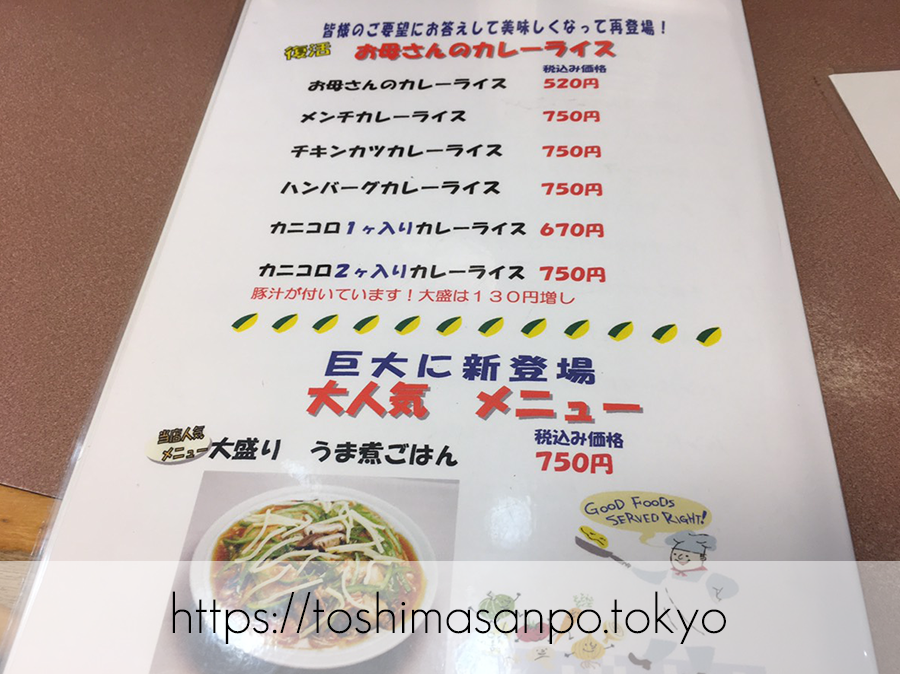 皆様のご要望にお答えして美味しくなって再登場！
復活 お母さんのカレーライス
税込み価格
お母さんのカレーライス 520円
メンチカレーライス 750円
チキンカツカレーライス 750円
ハンバーグカレーライス 750円
カニコロ1ヶ入りカレーライス 670円
カニコロ2ヶ入りカレーライス 750円
豚汁が付いています！大盛は１３０円増し
巨大に新登場
大人気 メニュー
当店人気
メニュー 大盛り うま煮ごはん
税込み価格
750円
GOOD FOODS
SERVED RIGHT!
https://toshimasanpo.tokyo